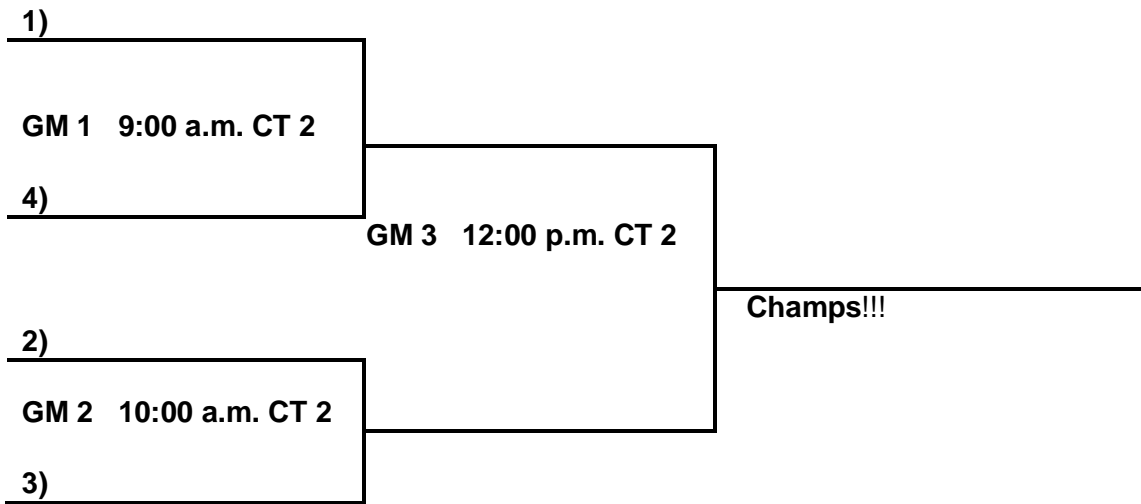 1)
GM 1 9:00 a.m. CT 2
4)
GM 3 12:00 p.m. CT 2
Champs!!!
2)
GM 2 10:00 a.m. CT 2
3)